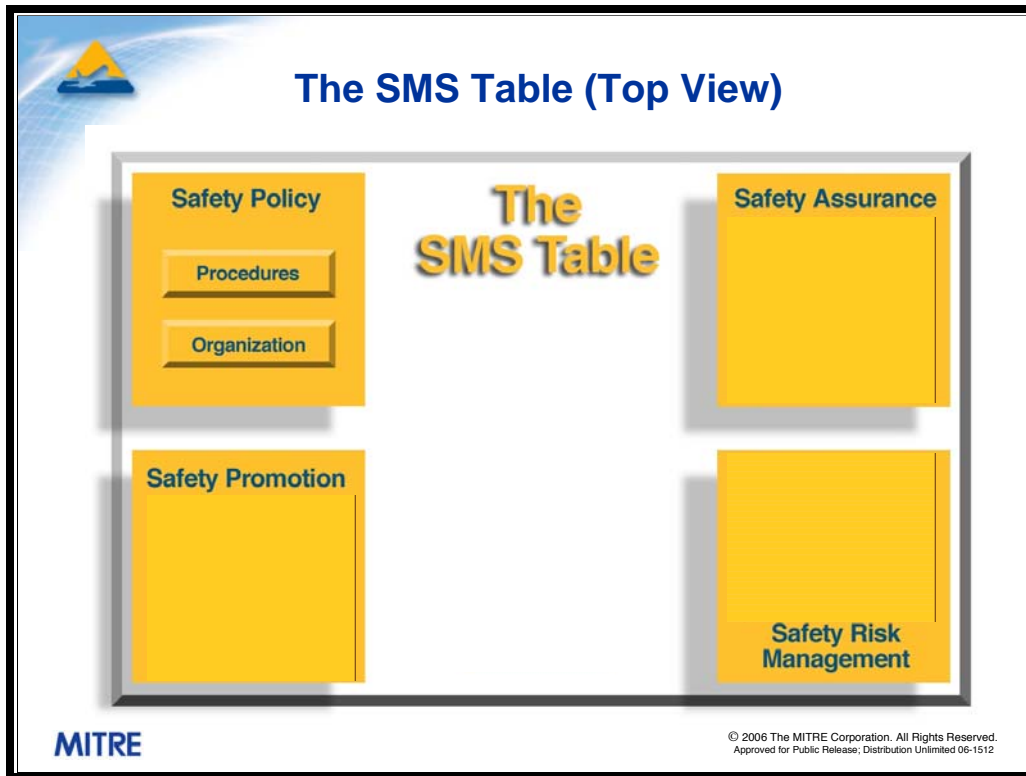 The SMS Table (Top View)
Safety Policy
Procedures
Organization
The
SMS Table
Safety Assurance
Safety Promotion
Safety Risk
Management
MITRE
© 2006 The MITRE Corporation. All Rights Reserved.
Approved for Public Release; Distribution Unlimited 06-1512